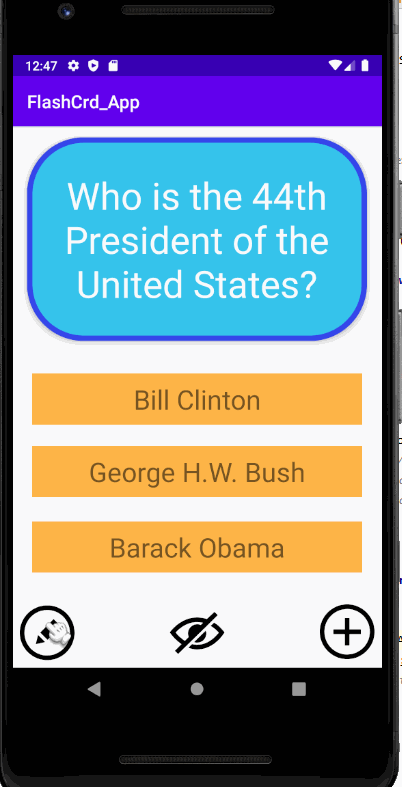 12:47
FlashCrd_App
Who is the 44th
President of the
United States?
Bill Clinton
George H.W. Bush
Barack Obama